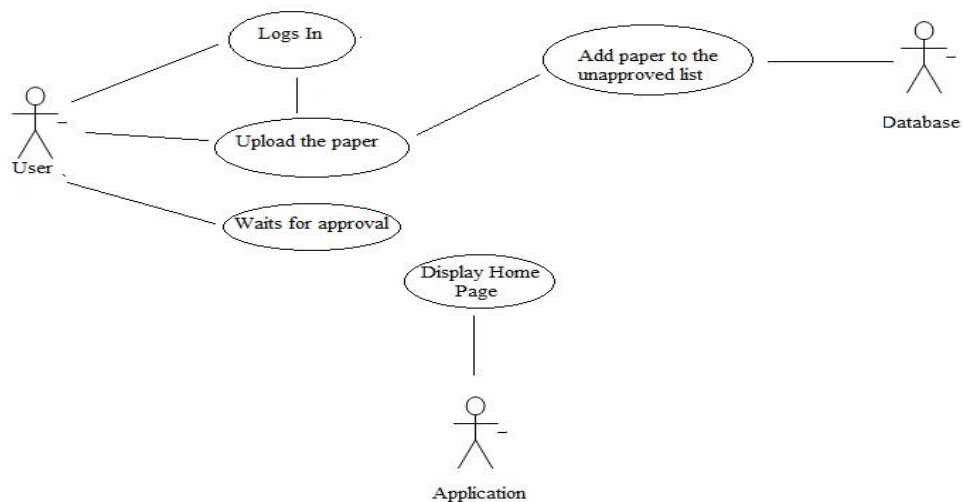 Logs In
Add paper to the
unapproved list
Database
Upload the paper
User
Waits for approval
Display Home
Page
Application